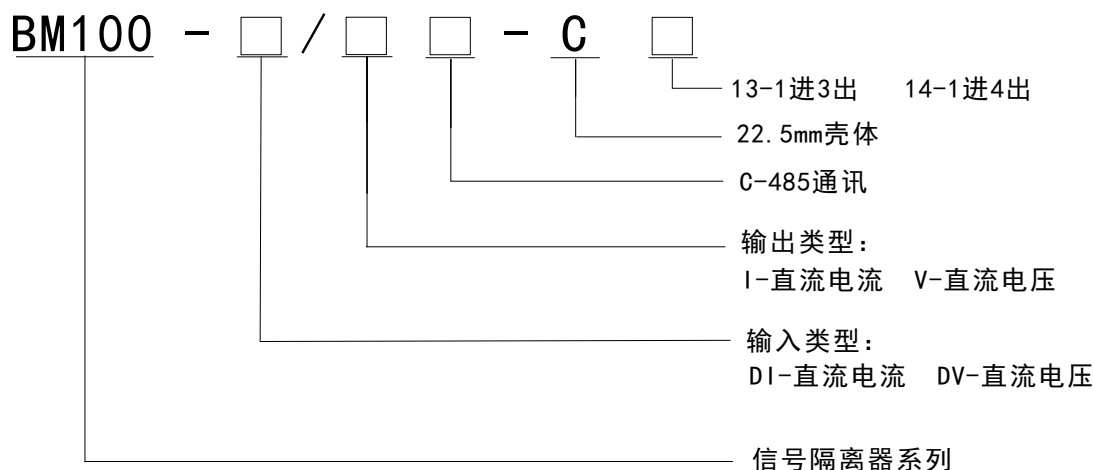 BM100 - □ / □ □ - C □
13-1进3出 14-1进4出
22.5mm壳体
C-485通讯
输出类型：
I-直流电流 V-直流电压
输入类型：
DI-直流电流 DV-直流电压
信号隔离器系列